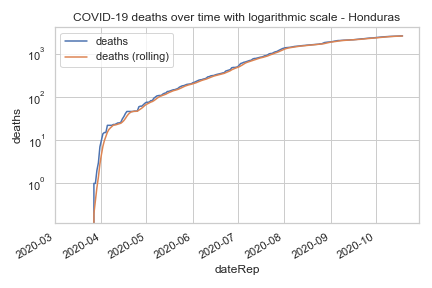 COVID-19 deaths over time with logarithmic scale - Honduras
deaths
deaths (rolling)
10³
10²
10¹
10⁰
deaths
2020-03
2020-04
2020-05
2020-06
2020-07
2020-08
2020-09
2020-10
dateRep